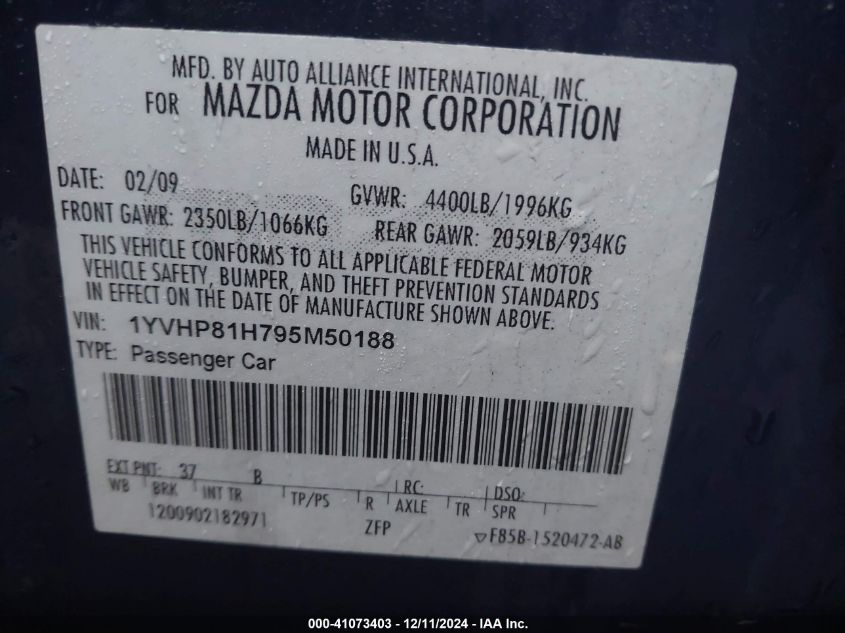 MFD. BY AUTO ALLIANCE INTERNATIONAL, INC.
FOR MAZDA MOTOR CORPORATION
MADE IN U.S.A.
DATE: 02/09 GVWR: 4400LB/1996KG
FRONT GAWR: 2350LB/1066KG REAR GAWR: 2059LB/934KG
THIS VEHICLE CONFORMS TO ALL APPLICABLE FEDERAL MOTOR
VEHICLE SAFETY, BUMPER, AND THEFT PREVENTION STANDARDS
IN EFFECT ON THE DATE OF MANUFACTURE SHOWN ABOVE.
VIN: 1YVHP81H795M50188
TYPE: Passenger Car
EXT PNT: 37 B RC: DSO:
WB BRK INT TR TP/PS R AXLE TR SPR
1200902182971 ZFP FB5B-1520472-AB
000-41073403 - 12/11/2024 - IAA Inc.